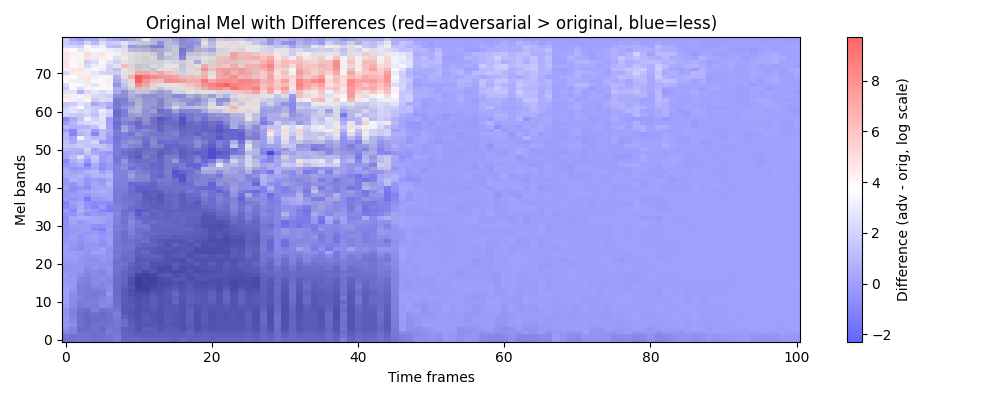 Original Mel with Differences (red=adversarial > original, blue=less)
Mel bands
70
60
50
40
30
20
10
0
0 20 40 60 80 100
Time frames
8
6
4
2
0
−2
Difference (adv - orig, log scale)